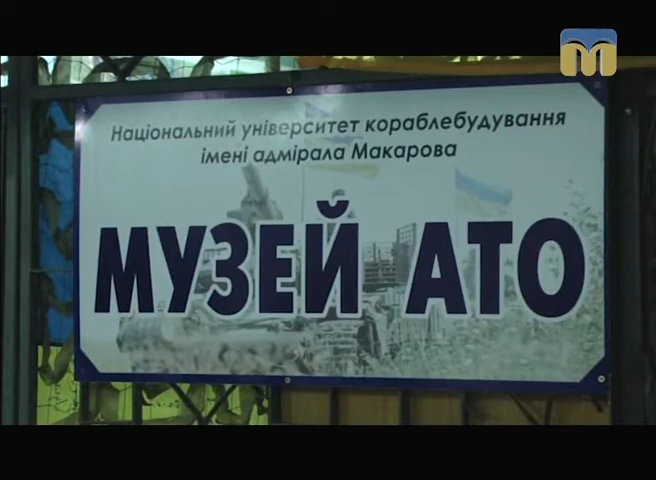 Національний університет кораблебудування
імені адмірала Макарова
МУЗЕЙ АТО